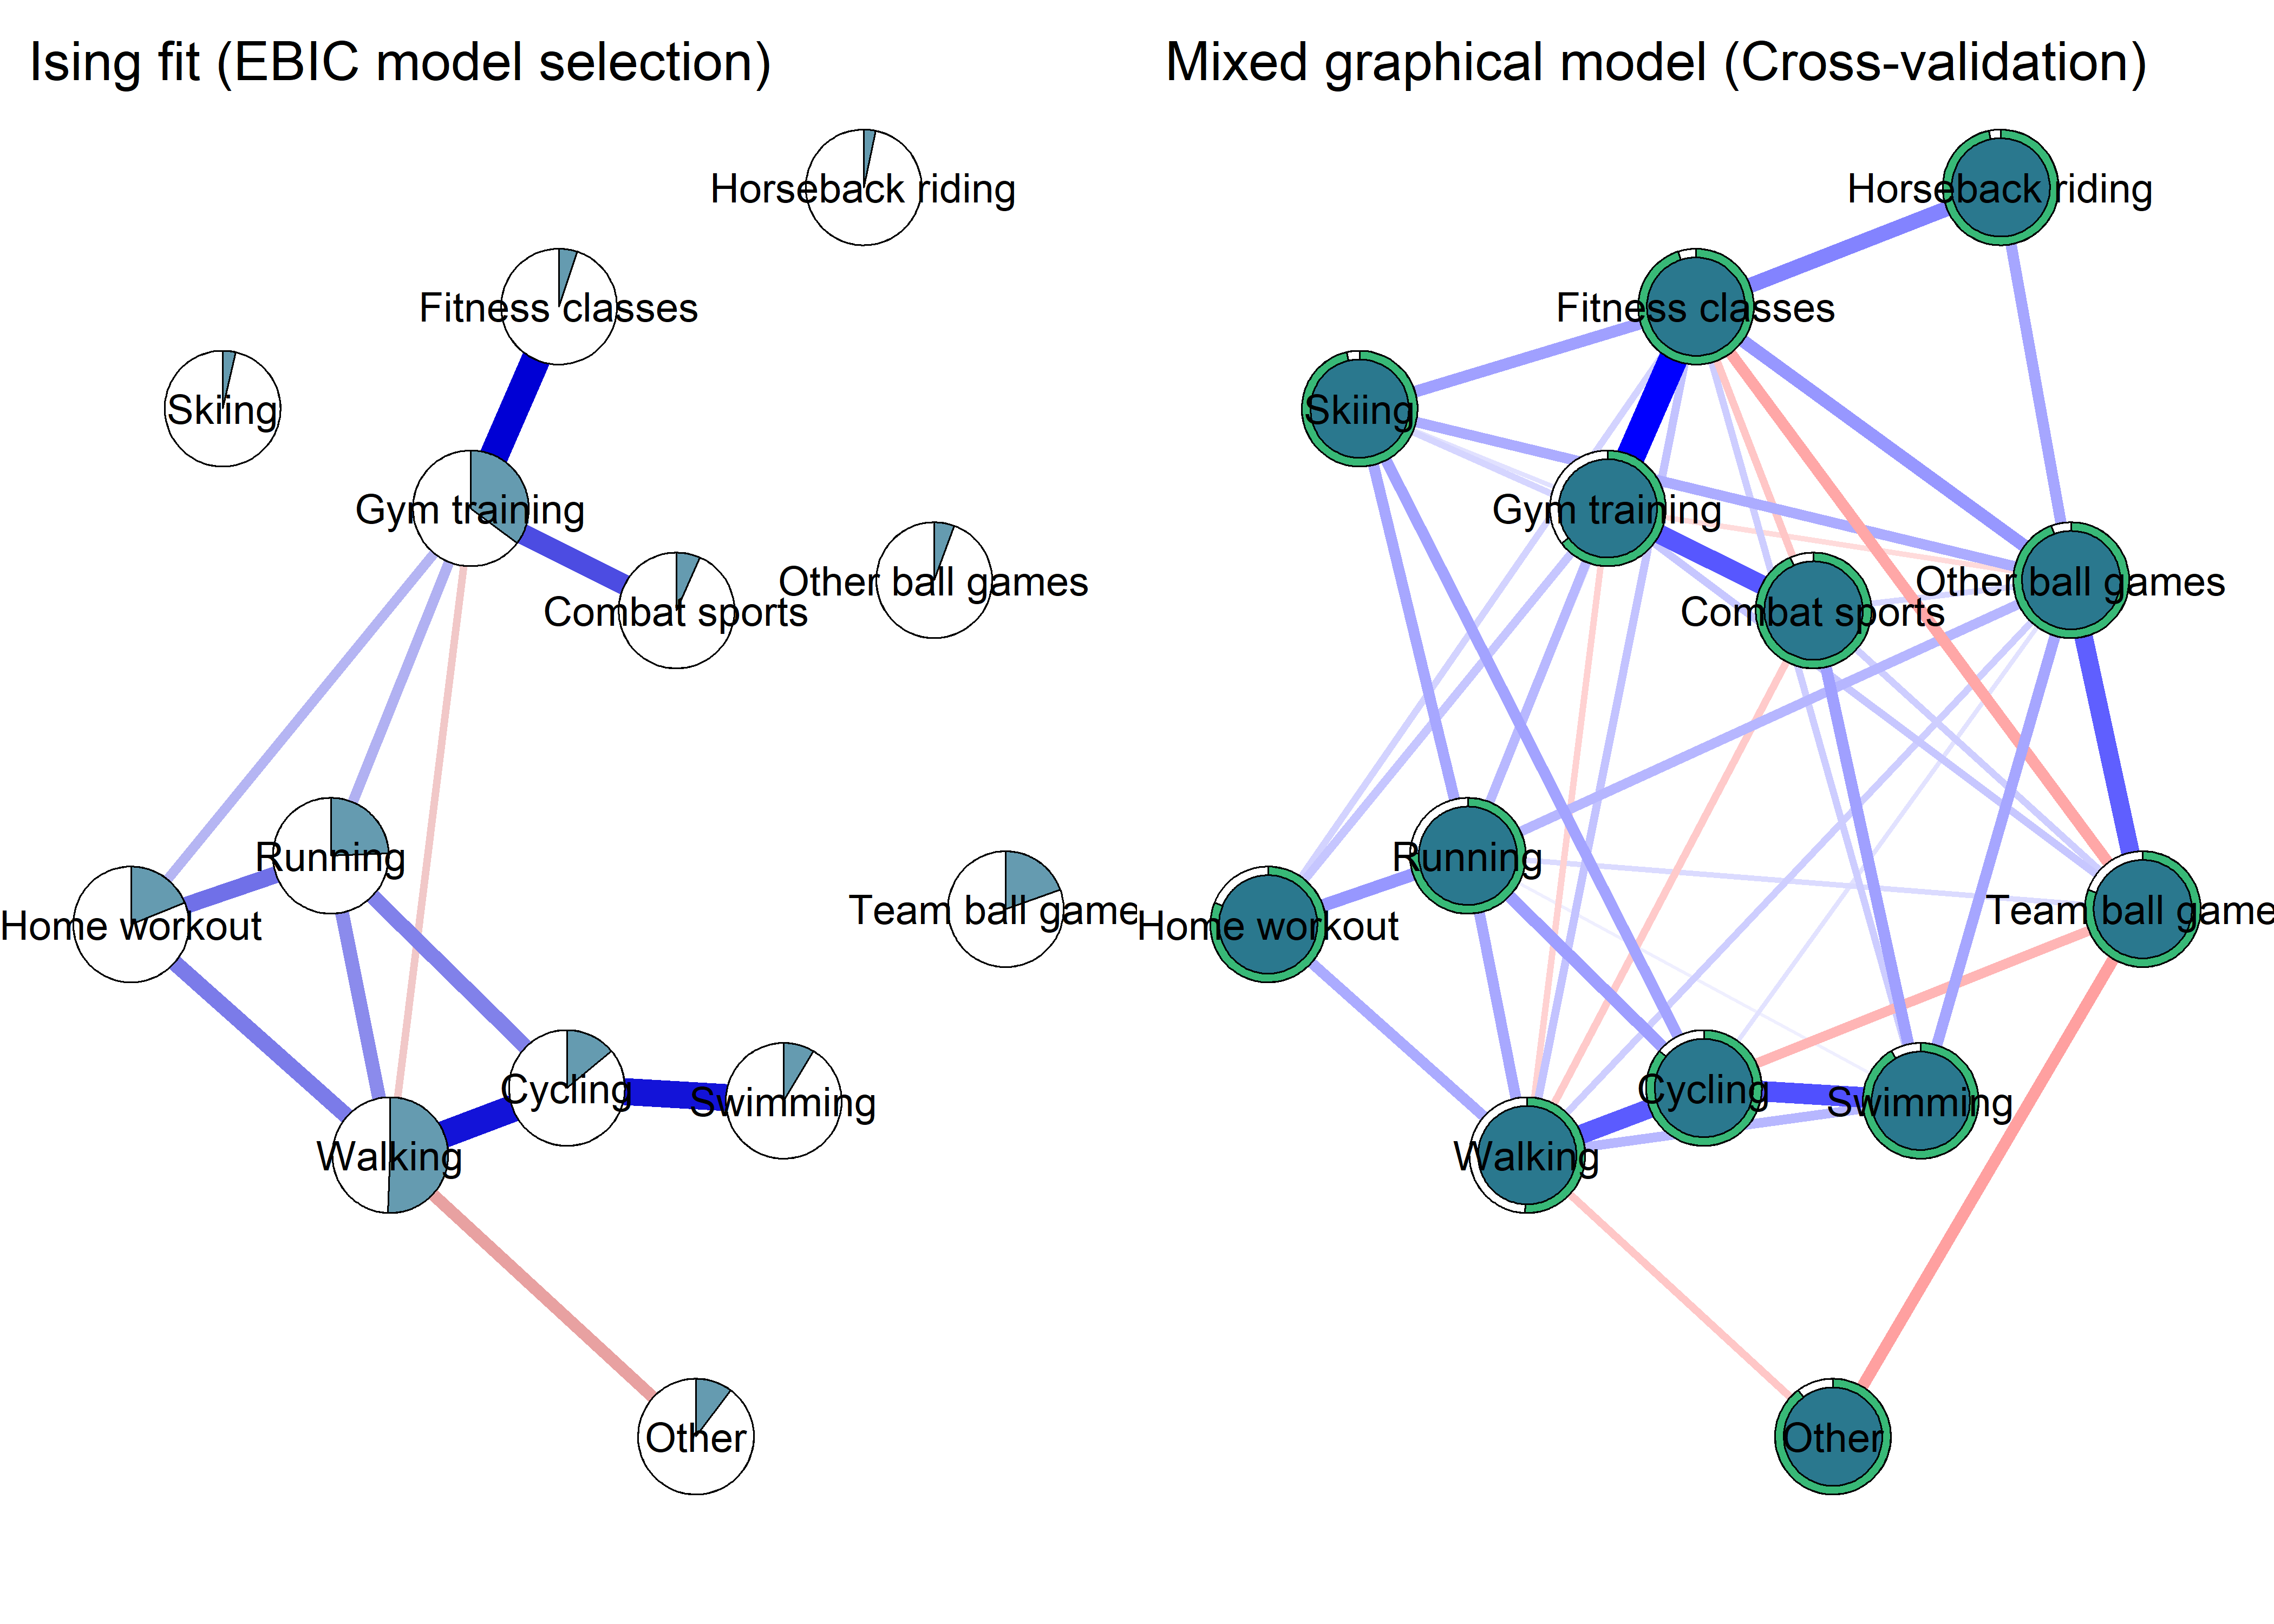 Ising fit (EBIC model selection)
Horseback riding
Fitness classes
Skiing
Gym training
Other ball games
Combat sports
Running
Team ball game
Home workout
Cycling
Swimming
Walking
Other
Mixed graphical model (Cross-validation)
Horseback riding
Fitness classes
Skiing
Gym training
Other ball games
Combat sports
Running
Team ball game
Home workout
Cycling
Swimming
Walking
Other